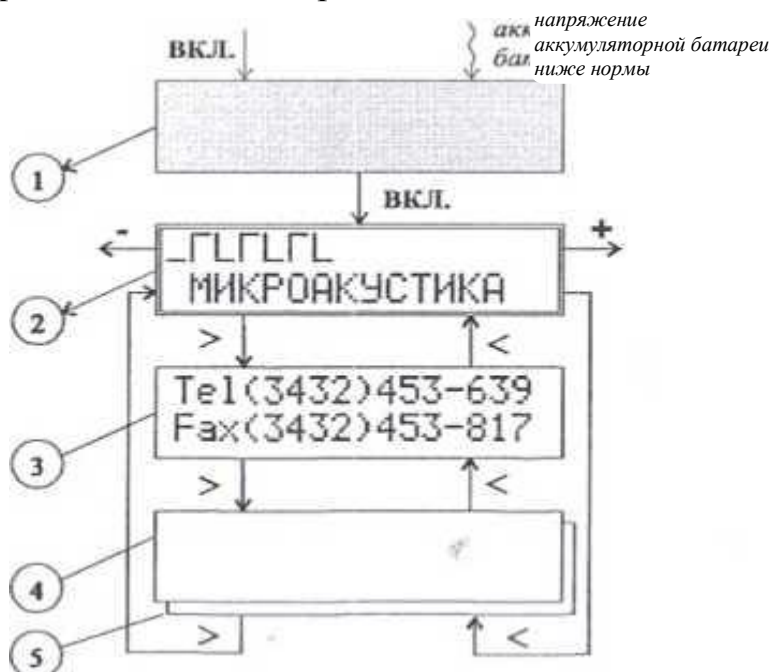 напряжение
аккумуляторной батареи
ниже нормы
ВКЛ.
1
ВКЛ.
- +
МИКРОАКУСТИКА
2
> <
Tel(3432)453-639
Fax(3432)453-817
3
> <
4
5
> <